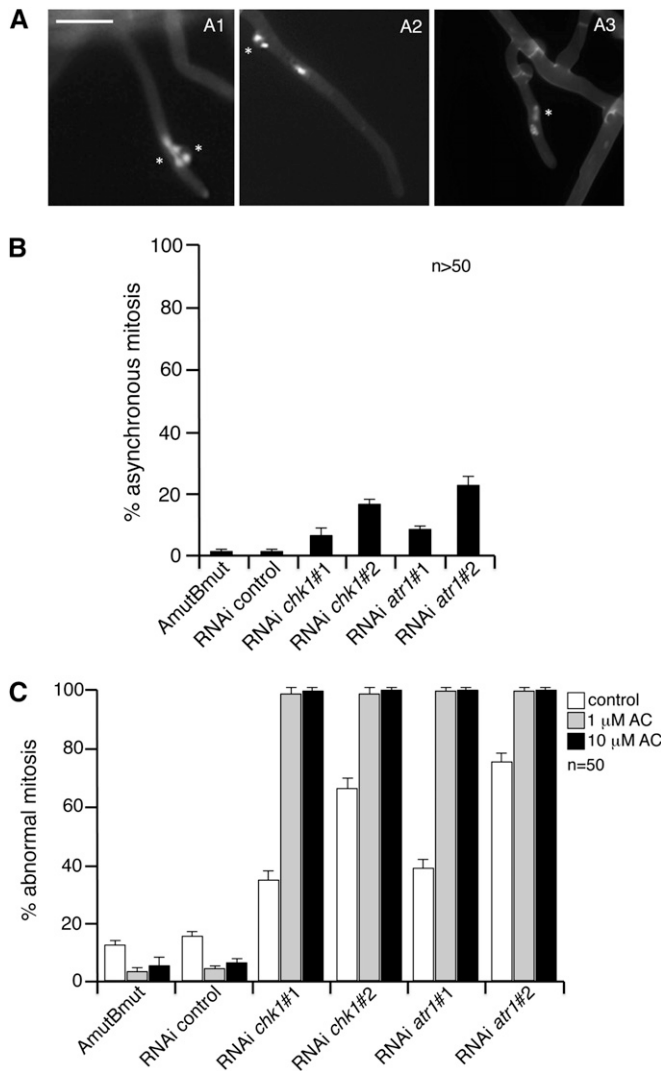 A
A1
A2
A3
*
*
*
*
B
% asynchronous mitosis
100
80
60
40
20
0
n>50
AmutBmut
RNAi control
RNAi chk1#1
RNAi chk1#2
RNAi atr1#1
RNAi atr1#2
C
% abnormal mitosis
100
80
60
40
20
0
control
1 μM AC
10 μM AC
n=50
AmutBmut
RNAi control
RNAi chk1#1
RNAi chk1#2
RNAi atr1#1
RNAi atr1#2